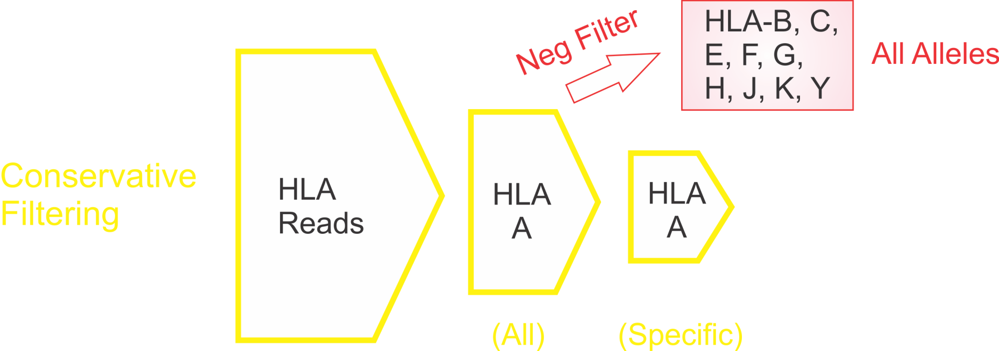 Conservative
Filtering
HLA
Reads
HLA
A
(All)
Neg Filter
HLA-B, C,
E, F, G,
H, J, K, Y
All Alleles
HLA
A
(Specific)